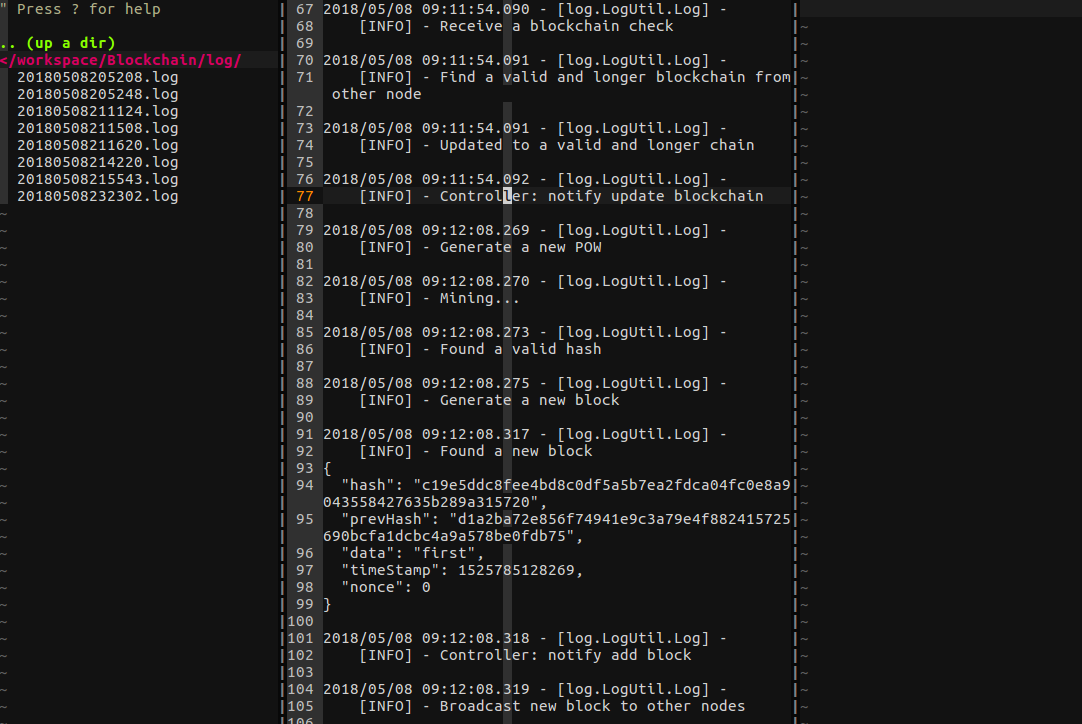 " Press ? for help
.. (up a dir)
</workspace/Blockchain/log/
20180508205208.log
20180508205248.log
20180508211124.log
20180508211508.log
20180508211620.log
20180508214220.log
20180508215543.log
20180508232302.log
67 2018/05/08 09:11:54.090 - [log.LogUtil.Log] -
68     [INFO] - Receive a blockchain check
69
70 2018/05/08 09:11:54.091 - [log.LogUtil.Log] -
71     [INFO] - Find a valid and longer blockchain from
other node
72
73 2018/05/08 09:11:54.091 - [log.LogUtil.Log] -
74     [INFO] - Updated to a valid and longer chain
75
76 2018/05/08 09:11:54.092 - [log.LogUtil.Log] -
77     [INFO] - Controller: notify update blockchain
78
79 2018/05/08 09:12:08.269 - [log.LogUtil.Log] -
80     [INFO] - Generate a new POW
81
82 2018/05/08 09:12:08.270 - [log.LogUtil.Log] -
83     [INFO] - Mining...
84
85 2018/05/08 09:12:08.273 - [log.LogUtil.Log] -
86     [INFO] - Found a valid hash
87
88 2018/05/08 09:12:08.275 - [log.LogUtil.Log] -
89     [INFO] - Generate a new block
90
91 2018/05/08 09:12:08.317 - [log.LogUtil.Log] -
92     [INFO] - Found a new block
93 {
94   "hash": "c19e5ddc8fee4bd8c0df5a5b7ea2fdca04fc0e8a9
043558427635b289a315720",
95   "prevHash": "d1a2ba72e856f74941e9c3a79e4f882415725
690bcfa1dcbc4a9a578be0fdb75",
96   "data": "first",
97   "timeStamp": 1525785128269,
98   "nonce": 0
99 }
100
101 2018/05/08 09:12:08.318 - [log.LogUtil.Log] -
102     [INFO] - Controller: notify add block
103
104 2018/05/08 09:12:08.319 - [log.LogUtil.Log] -
105     [INFO] - Broadcast new block to other nodes
106